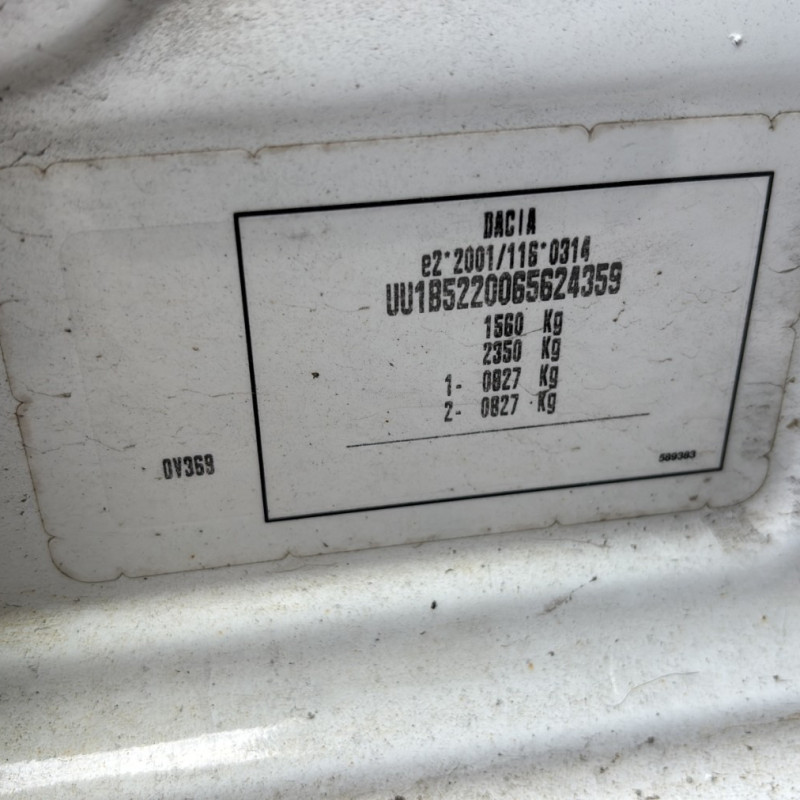 DACIA
e2*2001/116*0314
UU1B5220065624359
1560 Kg
2350 Kg
1- 0827 Kg
2- 0827 Kg
0V369
589383